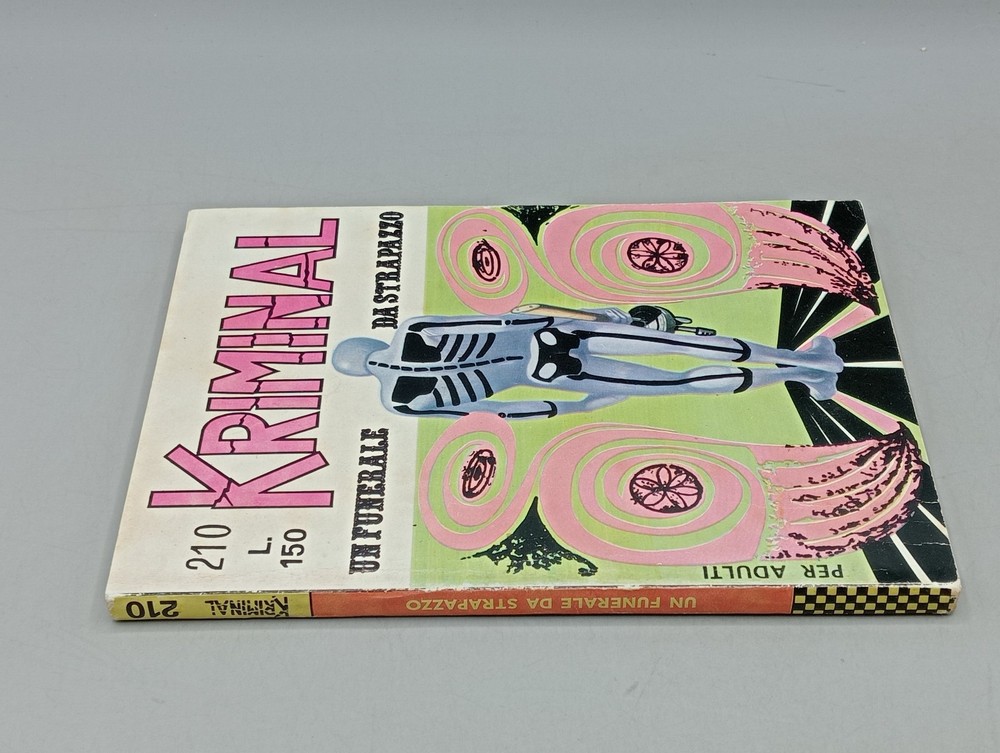 KRIMINAL
210
L.
150
UN FUNERALE DA STRAPAZZO
PER ADULTI
210 KRIMINAL
UN FUNERALE DA STRAPAZZO